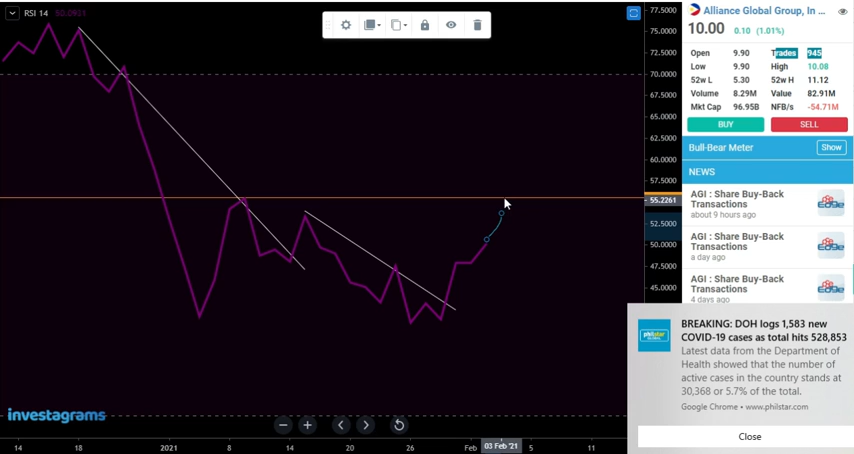 RSI 14 50.0921
77.5000
75.0000
72.5000
70.0000
67.5000
65.0000
62.5000
60.0000
57.5000
55.2261
52.5000
50.0000
47.5000
45.0000
investagrams
14
18
2021
8
14
20
26
Feb
03 Feb '21
5
11
Alliance Global Group, In ...
10.00 0.10 (1.01%)
Open 9.90 Trades 945
Low 9.90 High 10.08
52w L 5.30 52w H 11.12
Volume 8.29M Value 82.91M
Mkt Cap 96.95B NFB/s -54.71M
BUY SELL
Bull-Bear Meter Show
NEWS
AGI : Share Buy-Back
Transactions
about 9 hours ago
EDGE
AGI : Share Buy-Back
Transactions
a day ago
EDGE
AGI : Share Buy-Back
Transactions
4 days ago
EDGE
philstar
BREAKING: DOH logs 1,583 new
COVID-19 cases as total hits 528,853
Latest data from the Department of
Health showed that the number of
active cases in the country stands at
30,368 or 5.7% of the total.
Google Chrome • www.philstar.com
Close